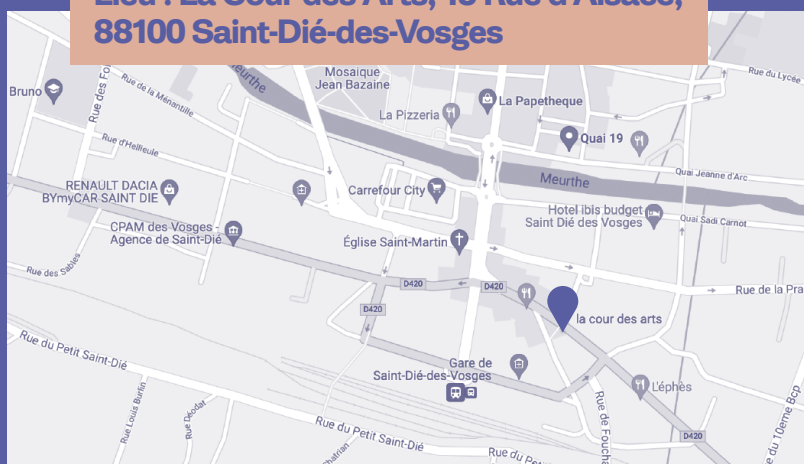 88100 Saint-Dié-des-Vosges
Mosaique
Jean Bazaine
Meurthe
Rue du Lycée
Bruno
Rue de la Ménantille
La Pizzeria
La Papetheque
Quai 19
Rue d'Hellieule
Quai Jeanne d'Arc
RENAULT DACIA
BYmyCAR SAINT DIE
Carrefour City
Meurthe
Hotel ibis budget
Saint Dié des Vosges
Quai Sadi Carnot
CPAM des Vosges -
Agence de Saint-Dié
Église Saint-Martin
Rue des Sables
D420
D420
D420
Rue de la Pra
la cour des arts
Rue du Petit Saint-Dié
Gare de
Saint-Dié-des-Vosges
L'éphès
Rue Louis Burlin
Rue Déodat
Rue du Petit Saint-Dié
D420
Rue de Foucha
e du 10eme Bcp